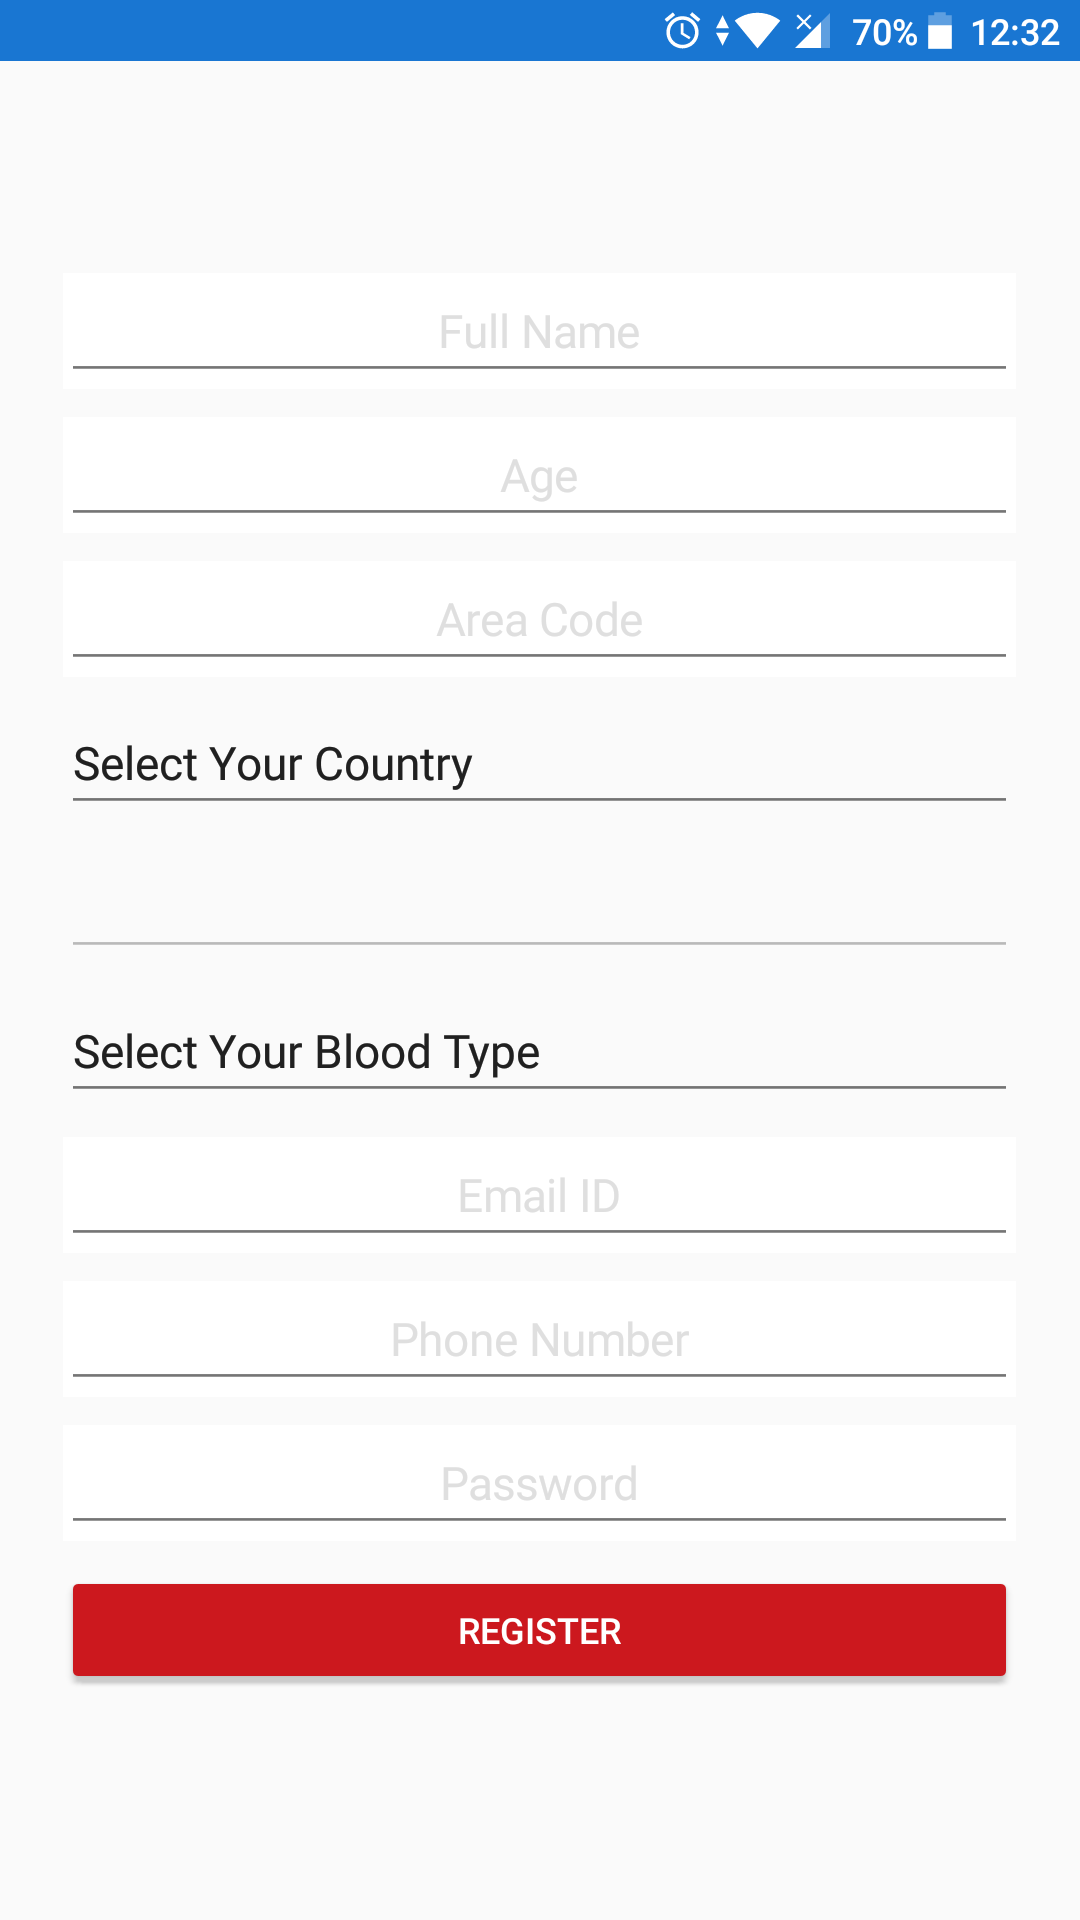 70% 12:32
Full Name
Age
Area Code
Select Your Country
Select Your Blood Type
Email ID
Phone Number
Password
REGISTER